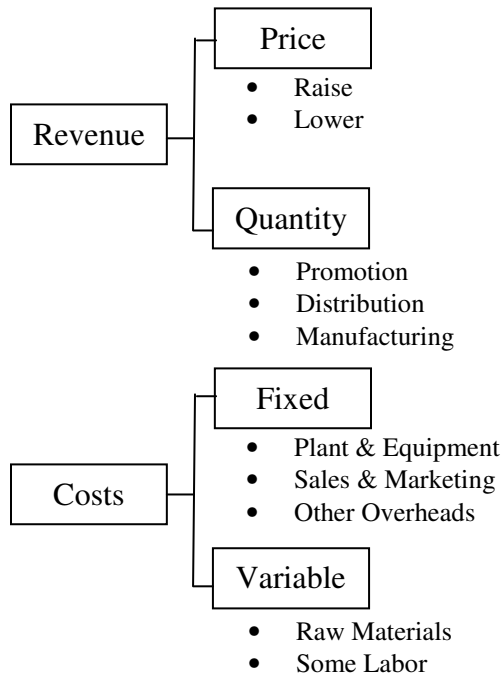 Price
• Raise
• Lower
Revenue
Quantity
• Promotion
• Distribution
• Manufacturing
Fixed
• Plant & Equipment
• Sales & Marketing
• Other Overheads
Costs
Variable
• Raw Materials
• Some Labor